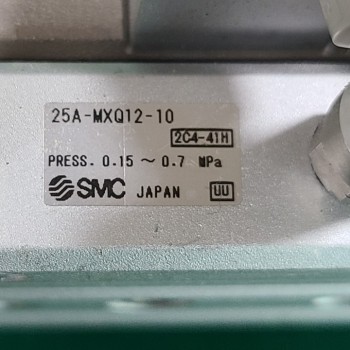 25A-MXQ12-10
2C4-41H
PRESS. 0.15 ～ 0.7 MPa
SMC JAPAN UU